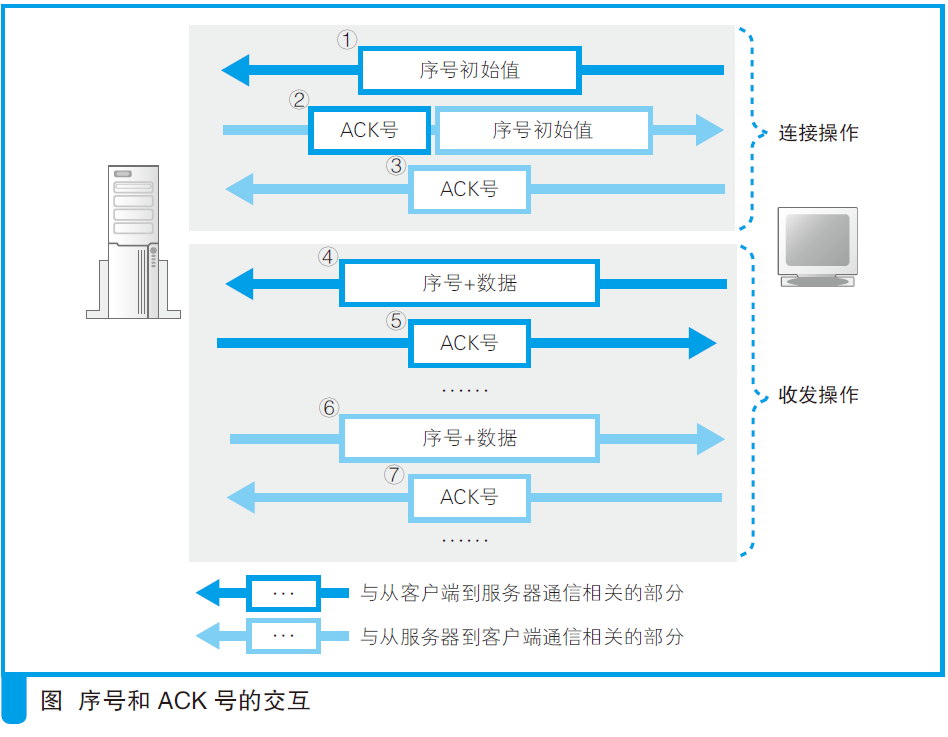 ① 序号初始值
② ACK号 序号初始值
连接操作
③ ACK号
④ 序号+数据
⑤ ACK号
……
收发操作
⑥ 序号+数据
⑦ ACK号
……
… 与从客户端到服务器通信相关的部分
… 与从服务器到客户端通信相关的部分
图 序号和 ACK 号的交互